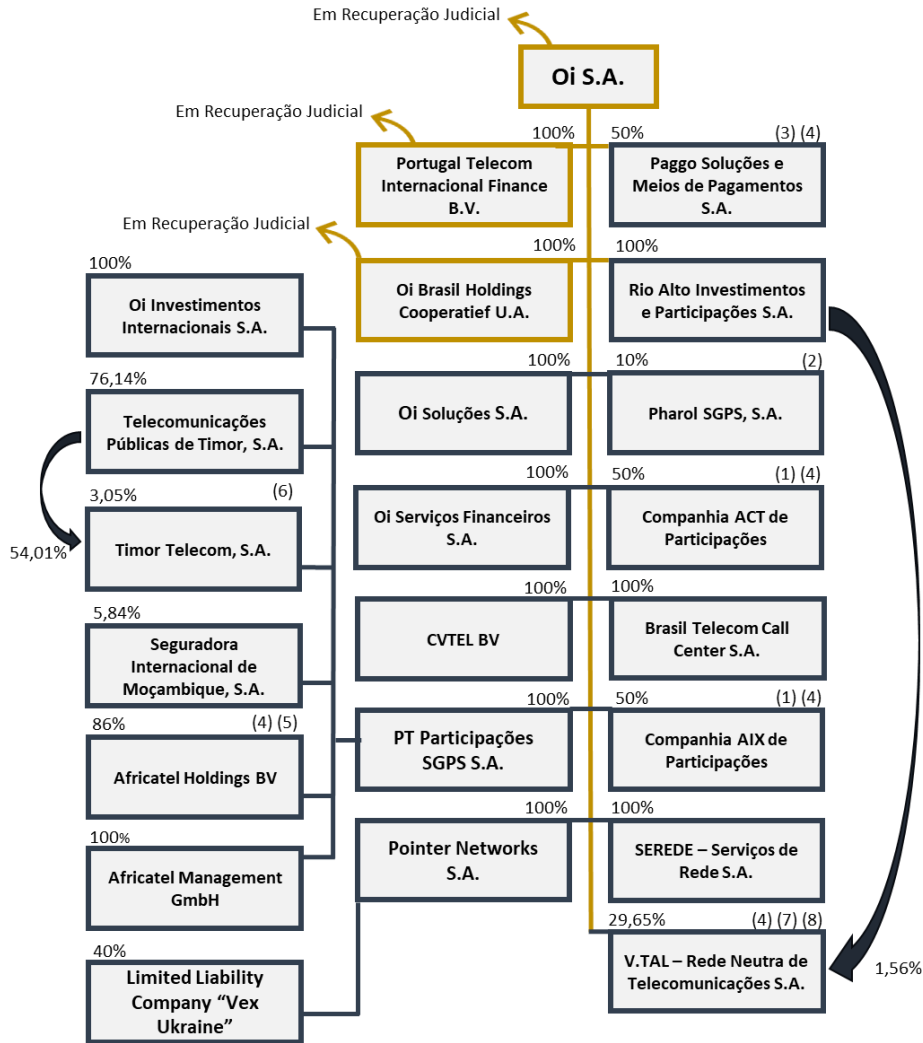 Em Recuperação Judicial
Oi S.A.
Em Recuperação Judicial
100%
Portugal Telecom
Internacional Finance
B.V.
50%
(3) (4)
Paggo Soluções e
Meios de Pagamentos
S.A.
Em Recuperação Judicial
100%
Oi Brasil Holdings
Cooperatief U.A.
100%
Rio Alto Investimentos
e Participações S.A.
100%
Oi Investimentos
Internacionais S.A.
100%
Oi Soluções S.A.
10%
(2)
Pharol SGPS, S.A.
76,14%
Telecomunicações
Públicas de Timor, S.A.
100%
Oi Serviços Financeiros
S.A.
50%
(1) (4)
Companhia ACT de
Participações
3,05%
(6)
Timor Telecom, S.A.
54,01%
100%
CVTEL BV
100%
Brasil Telecom Call
Center S.A.
5,84%
Seguradora
Internacional de
Moçambique, S.A.
100%
PT Participações
SGPS S.A.
50%
(1) (4)
Companhia AIX de
Participações
86%
(4) (5)
Africatel Holdings BV
100%
Pointer Networks
S.A.
100%
SEREDE – Serviços de
Rede S.A.
100%
Africatel Management
GmbH
29,65%
(4) (7) (8)
V.TAL – Rede Neutra de
Telecomunicações S.A.
1,56%
40%
Limited Liability
Company “Vex
Ukraine”